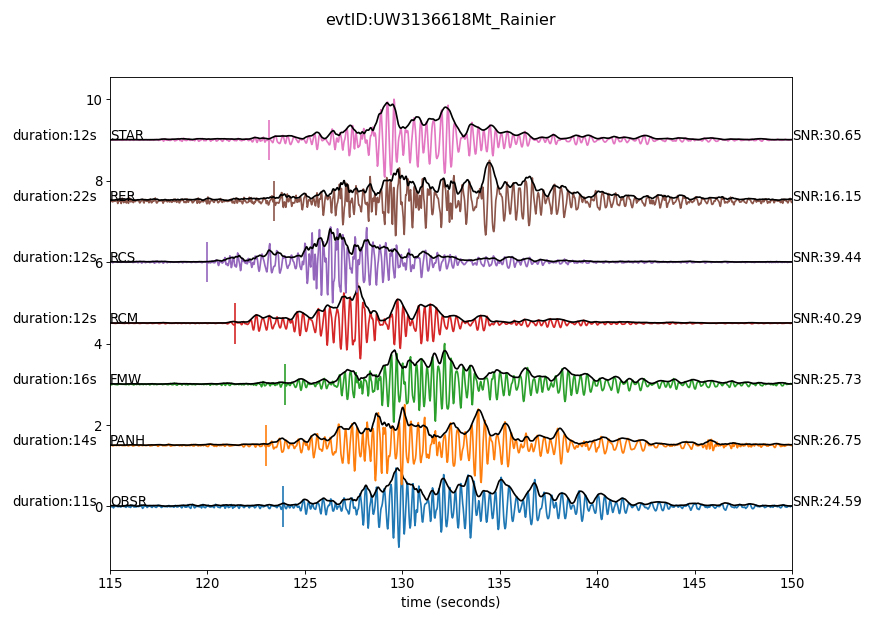 evtID:UW3136618Mt_Rainier
10
duration:12s STAR SNR:30.65
8
duration:22s RER SNR:16.15
duration:12s RCS SNR:39.44
6
duration:12s RCM SNR:40.29
4
duration:16s FMW SNR:25.73
2
duration:14s PANH SNR:26.75
duration:11s 0 OBSR SNR:24.59
115 120 125 130 135 140 145 150
time (seconds)